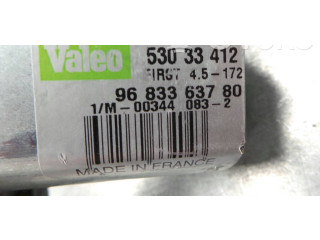 Valeo 530 33 412
FIRST 4.5-172
96 833 637 80
1/M-00344 083-2
MADE IN FRANCE